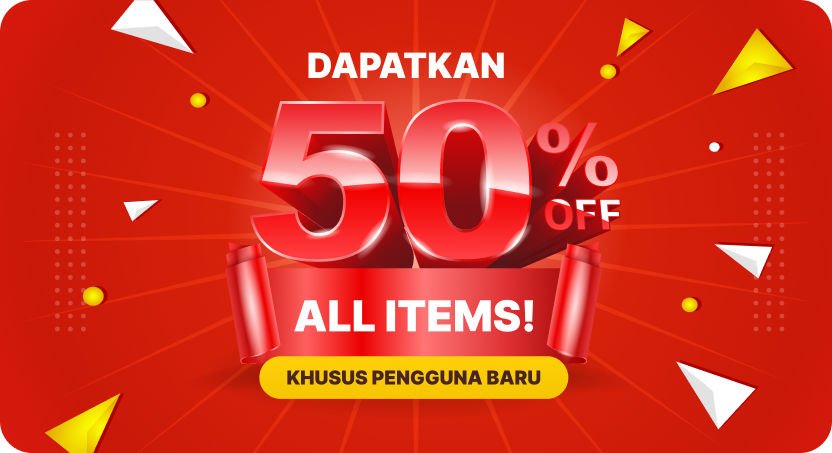 DAPATKAN
50%
OFF
ALL ITEMS!
KHUSUS PENGGUNA BARU